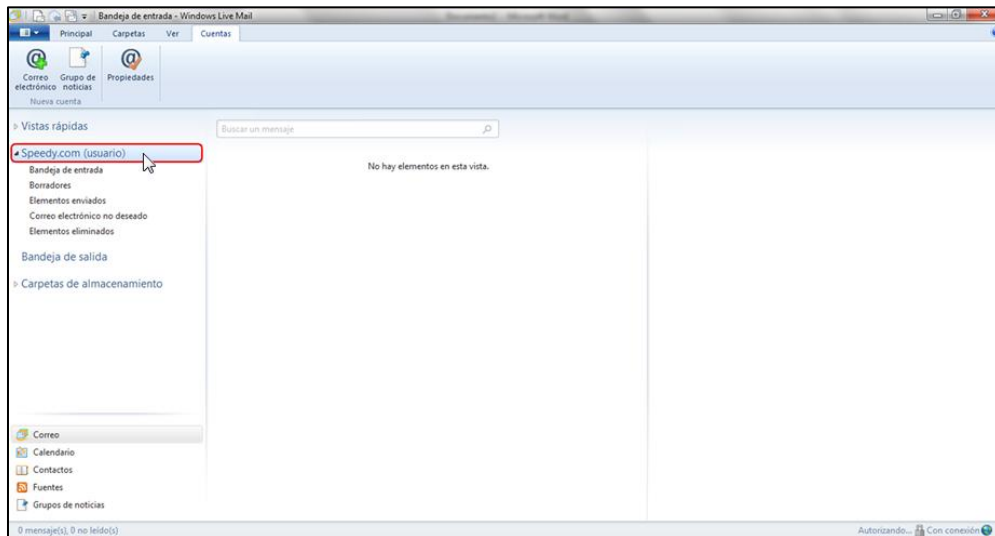 Bandeja de entrada - Windows Live Mail
Principal Carpetas Ver Cuentas
Correo electrónico
Grupo de noticias
Propiedades
Nueva cuenta
Vistas rápidas
Buscar un mensaje
Speedy.com (usuario)
No hay elementos en esta vista.
Bandeja de entrada
Borradores
Elementos enviados
Correo electrónico no deseado
Elementos eliminados
Bandeja de salida
Carpetas de almacenamiento
Correo
Calendario
Contactos
Fuentes
Grupos de noticias
0 mensaje(s), 0 no leído(s)
Autorizando... Con conexión